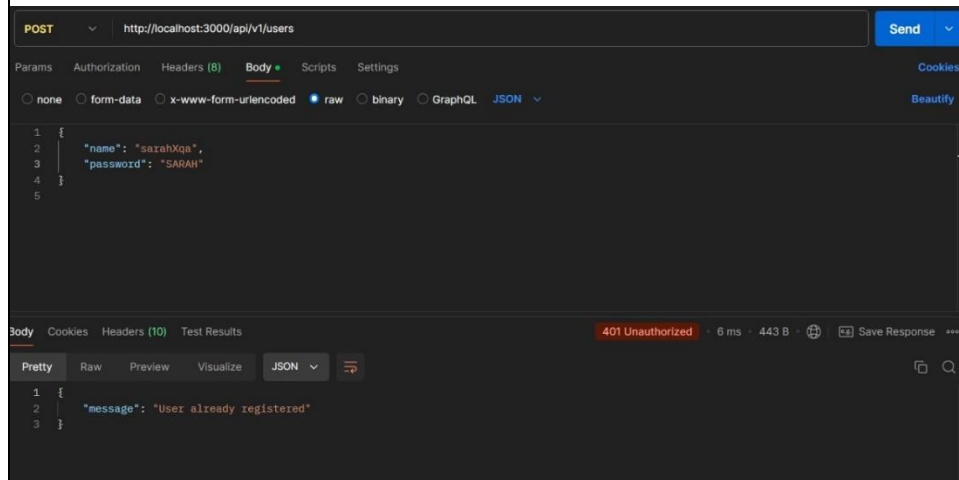 POST http://localhost:3000/api/v1/users Send
Params Authorization Headers (8) Body Scripts Settings Cookies
none form-data x-www-form-urlencoded raw binary GraphQL JSON Beautify
1 {
2 "name": "sarahXqa",
3 "password": "SARAH"
4 }
5
Body Cookies Headers (10) Test Results 401 Unauthorized 6 ms 443 B Save Response
Pretty Raw Preview Visualize JSON
1 {
2 "message": "User already registered"
3 }